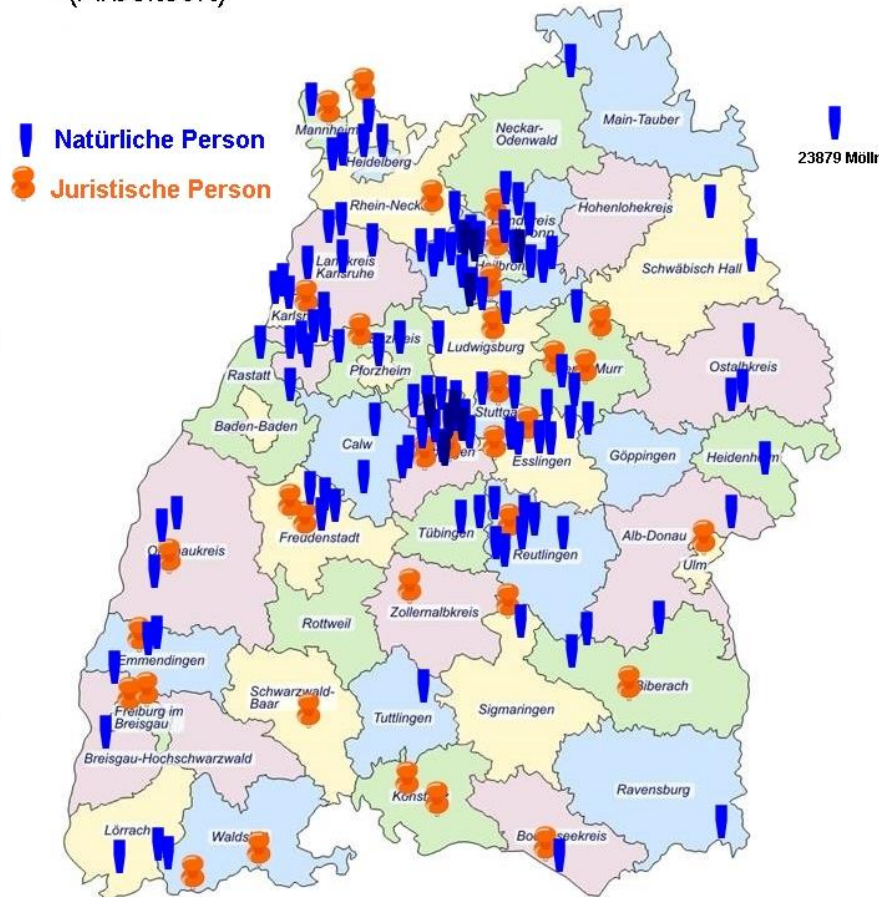 Natürliche Person
Juristische Person
23879 Mölln
Mannheim
Heidelberg
Neckar-
Odenwald
Main-Tauber
Hohenlohekreis
Schwäbisch Hall
Landkreis
Karlsruhe
Heilbronn
Ludwigsburg
Ostalbkreis
Pforzheim
Rastatt
Baden-Baden
Calw
Esslingen
Göppingen
Heidenheim
Freudenstadt
Tübingen
Reutlingen
Alb-Donau
Ulm
Zollernalbkreis
Rottweil
Emmendingen
Biberach
Schwarzwald-
Baar
Tuttlingen
Sigmaringen
Freiburg im
Breisgau
Breisgau-Hochschwarzwald
Ravensburg
Lörrach